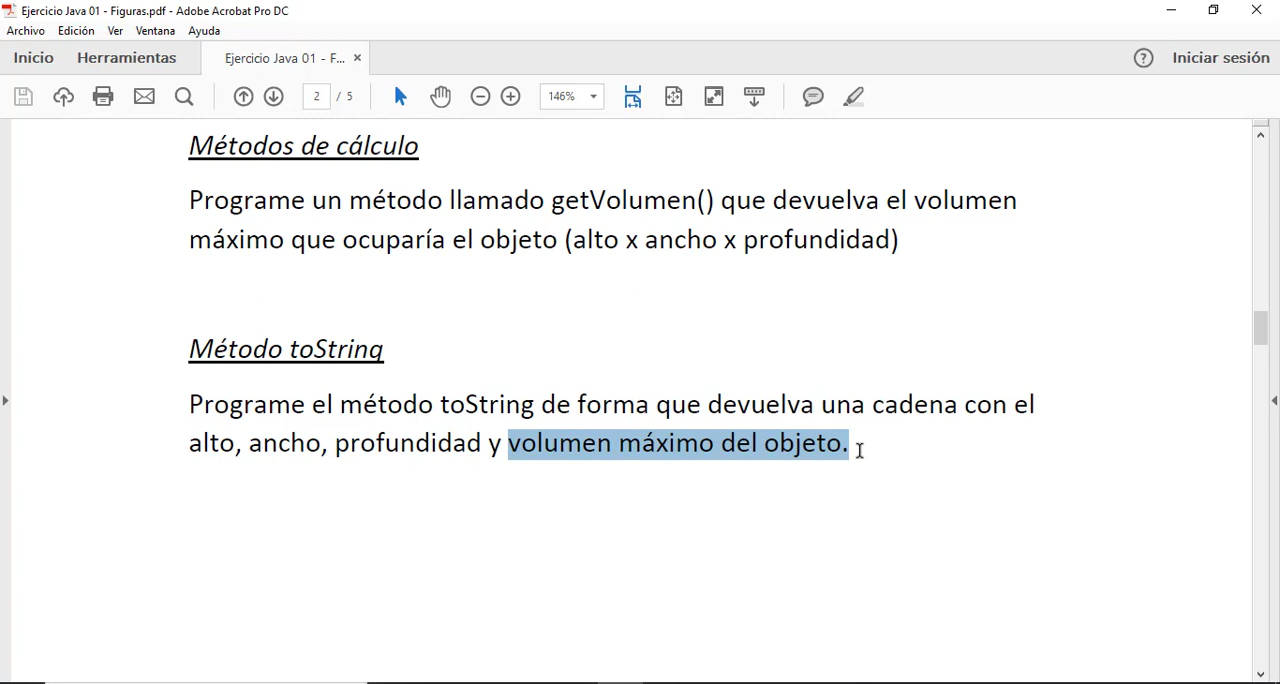 Ejercicio Java 01 - Figuras.pdf - Adobe Acrobat Pro DC
Archivo Edición Ver Ventana Ayuda
Inicio Herramientas Ejercicio Java 01 - F... × ? Iniciar sesión
2 / 5 146%
Métodos de cálculo
Programe un método llamado getVolumen() que devuelva el volumen
máximo que ocuparía el objeto (alto x ancho x profundidad)
Método toString
Programe el método toString de forma que devuelva una cadena con el
alto, ancho, profundidad y volumen máximo del objeto.